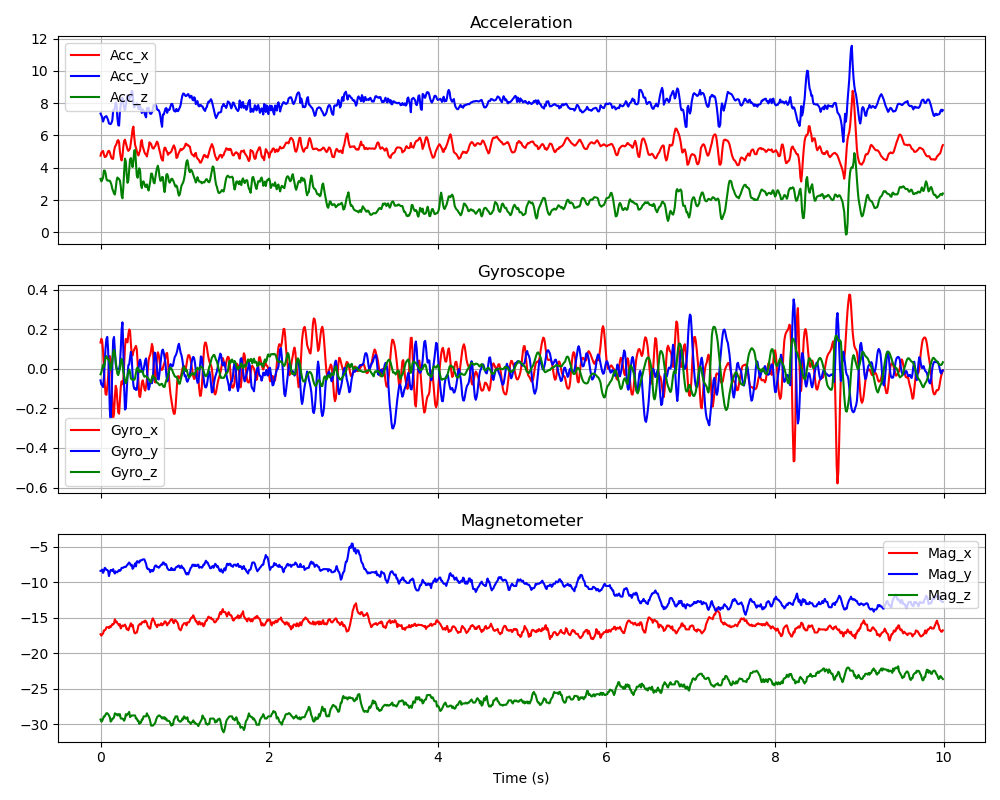 Acceleration
12
10
8
6
4
2
0
Acc_x
Acc_y
Acc_z
Gyroscope
0.4
0.2
0.0
−0.2
−0.4
−0.6
Gyro_x
Gyro_y
Gyro_z
Magnetometer
−5
−10
−15
−20
−25
−30
Mag_x
Mag_y
Mag_z
0 2 4 6 8 10
Time (s)